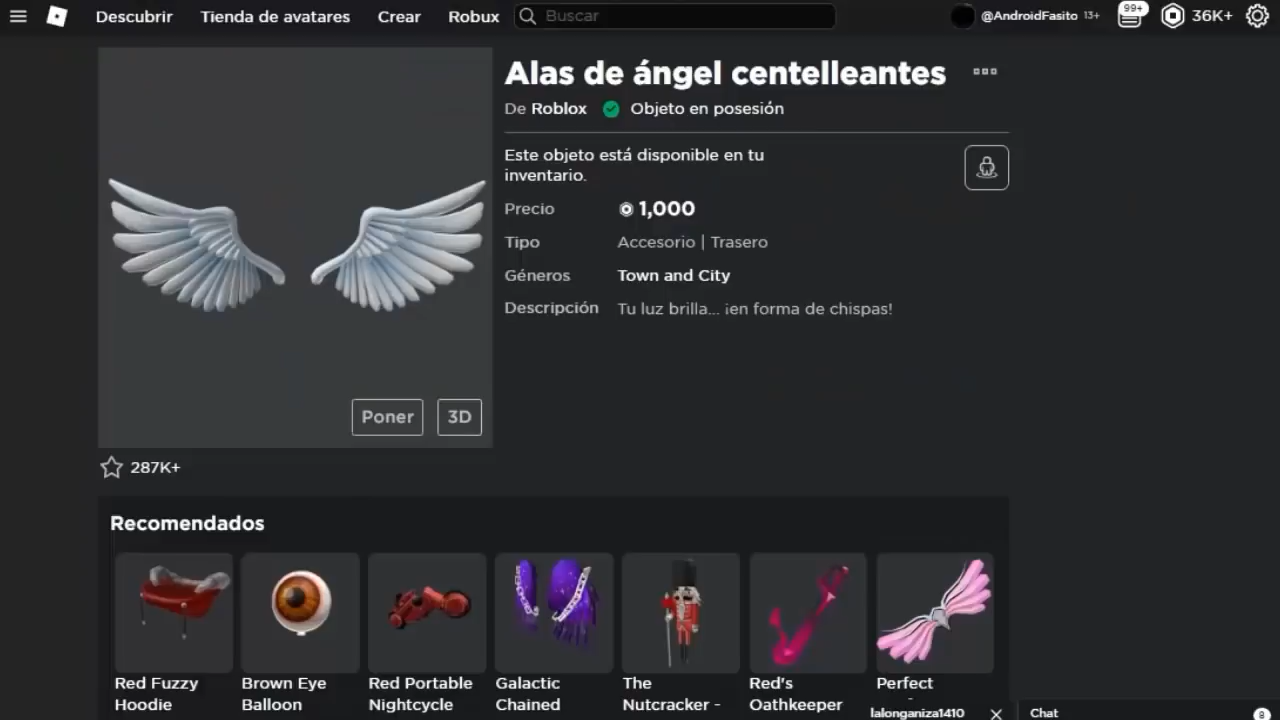 Descubrir Tienda de avatares Crear Robux Buscar @AndroidFasito 13+ 99+ 36K+
Alas de ángel centelleantes
De Roblox Objeto en posesión
Este objeto está disponible en tu
inventario.
Precio 1,000
Tipo Accesorio | Trasero
Géneros Town and City
Descripción Tu luz brilla... ¡en forma de chispas!
Poner 3D
287K+
Recomendados
Red Fuzzy
Hoodie
Brown Eye
Balloon
Red Portable
Nightcycle
Galactic
Chained
The
Nutcracker -
Red's
Oathkeeper
Perfect
lalonganiza1410 Chat